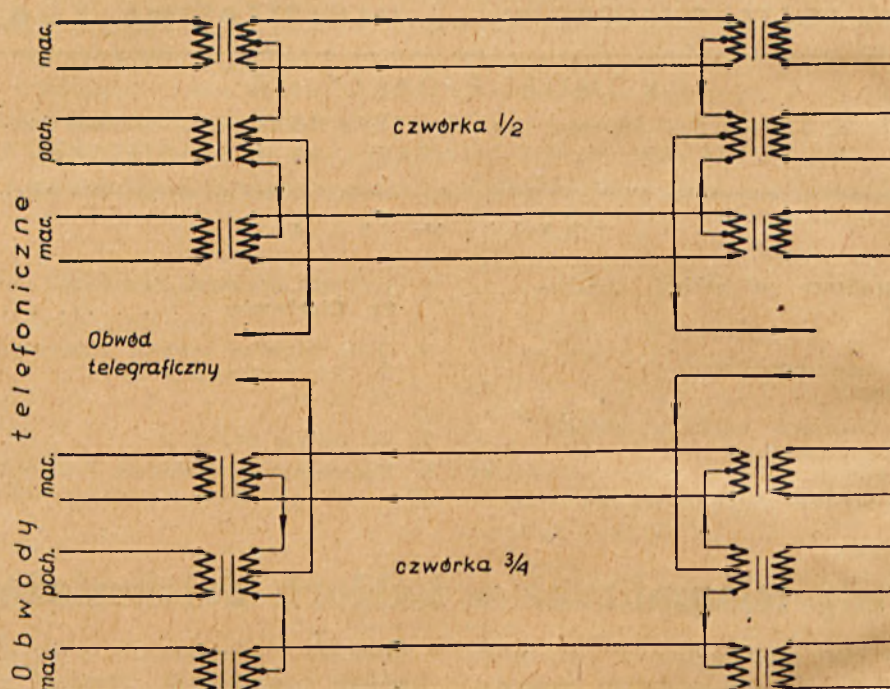 Obwody telefoniczne
mac.
poch.
mac.
czwórka 1/2
Obwód
telegraficzny
mac.
poch.
mac.
czwórka 3/4